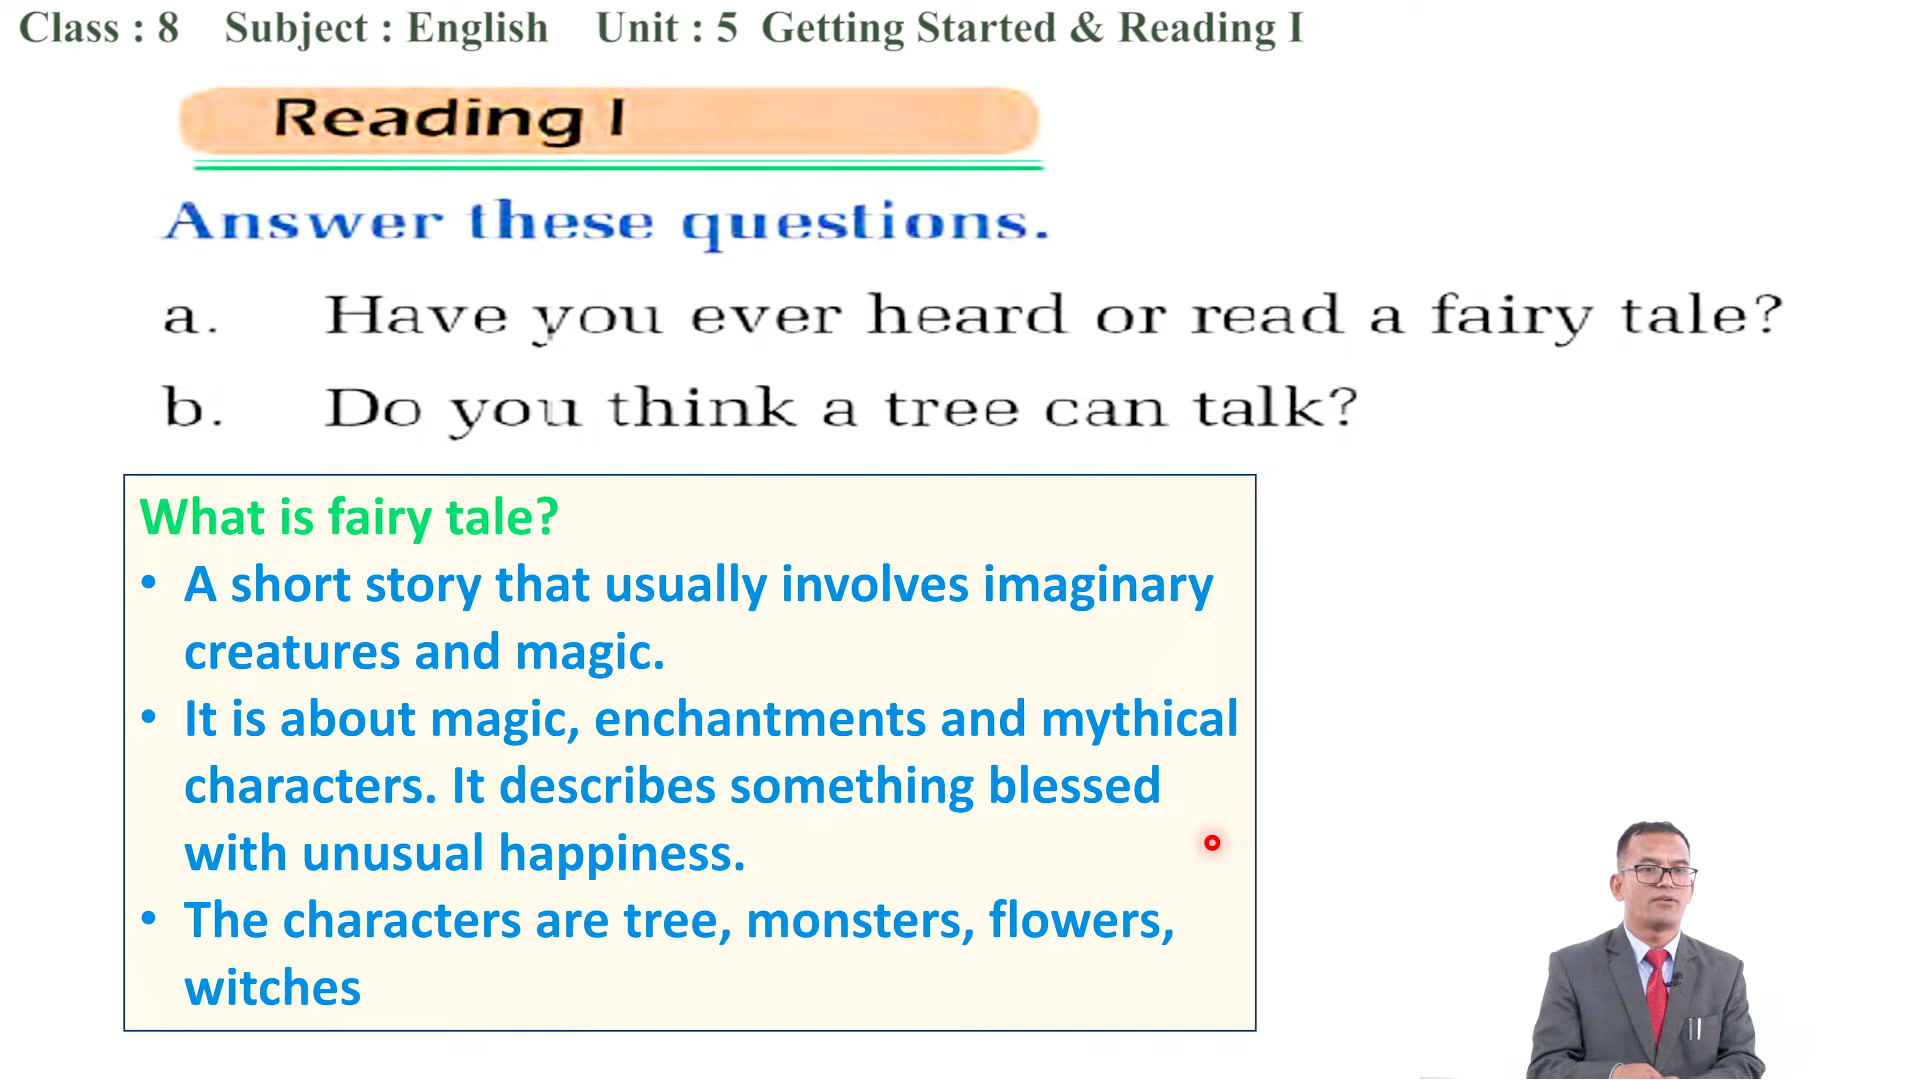 Class : 8 Subject : English Unit : 5 Getting Started & Reading I
Reading I
Answer these questions.
a. Have you ever heard or read a fairy tale?
b. Do you think a tree can talk?
What is fairy tale?
• A short story that usually involves imaginary
creatures and magic.
• It is about magic, enchantments and mythical
characters. It describes something blessed
with unusual happiness.
• The characters are tree, monsters, flowers,
witches